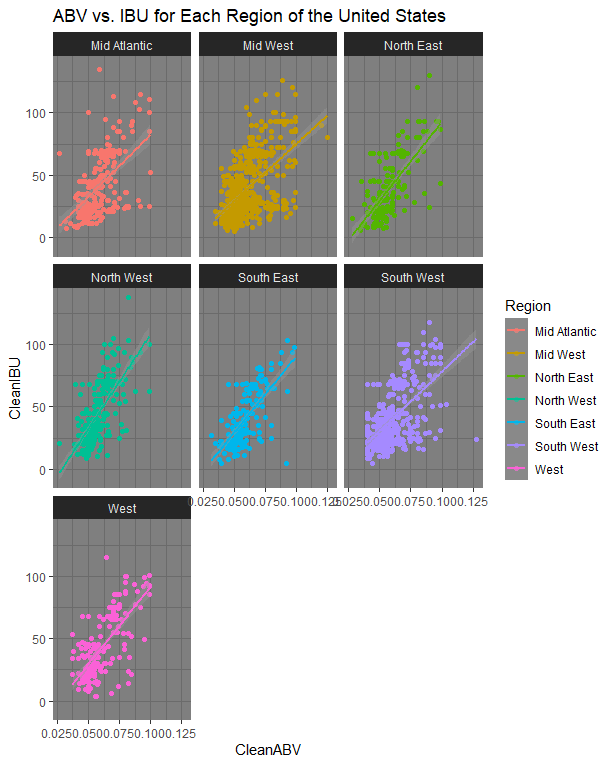 ABV vs. IBU for Each Region of the United States
Mid Atlantic Mid West North East
100
50
0
North West South East South West
100
50
0
0.0250.0500.0750.1000.125 0.0250.0500.0750.1000.125
West
100
50
0
0.0250.0500.0750.1000.125
CleanABV
CleanIBU
Region
Mid Atlantic
Mid West
North East
North West
South East
South West
West